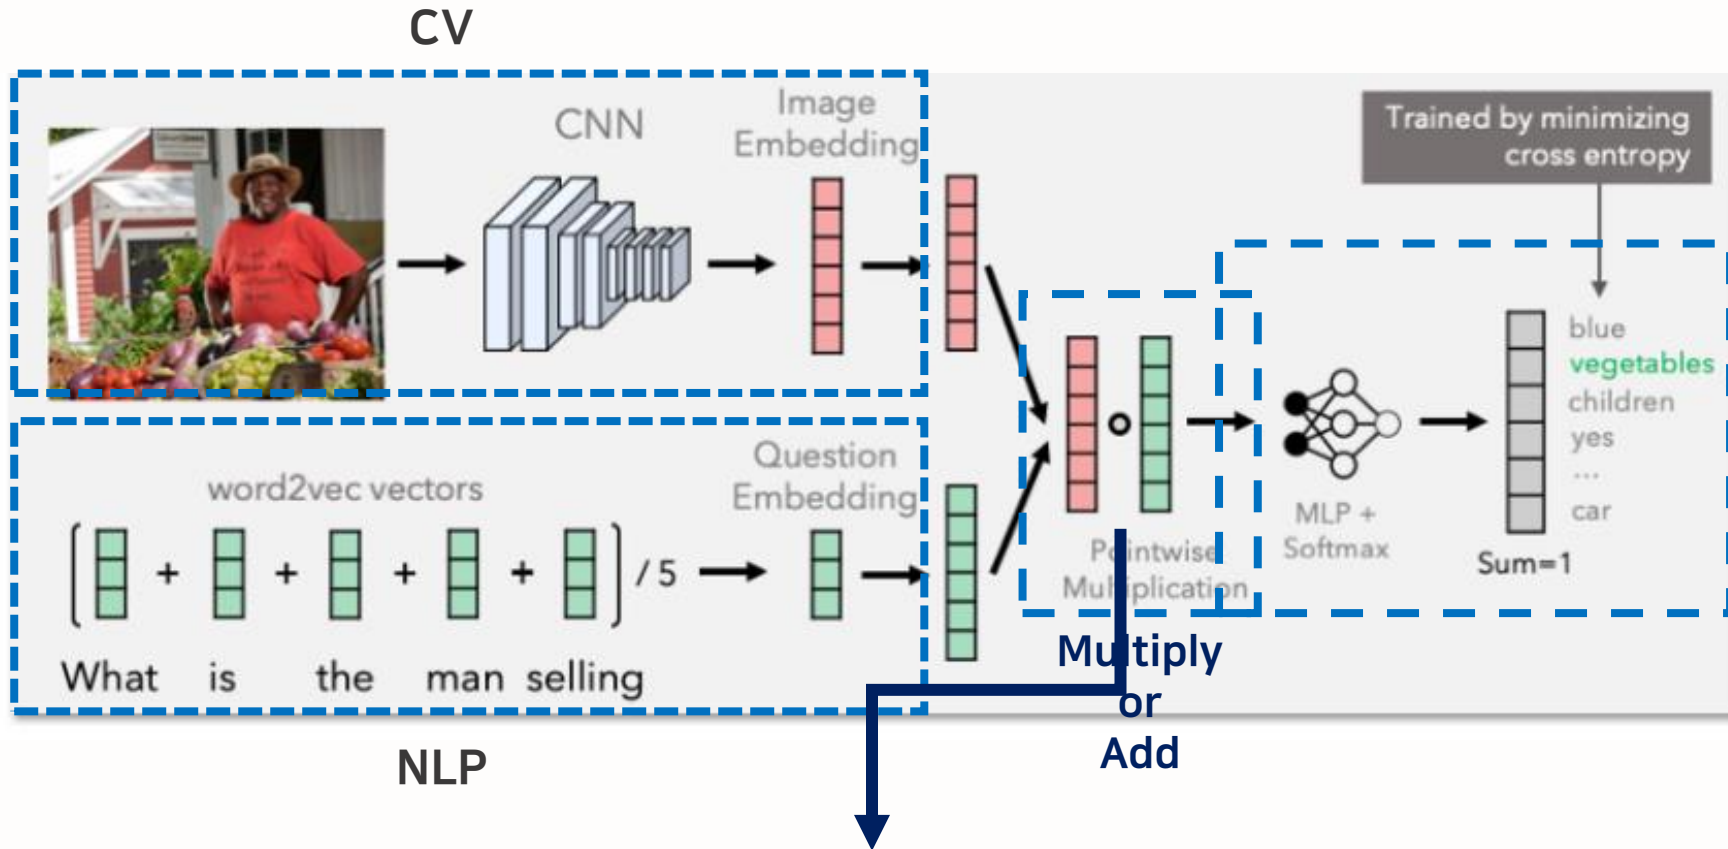 CV
CNN
Image
Embedding
Trained by minimizing
cross entropy
blue
vegetables
children
yes
...
car
MLP +
Softmax
Sum=1
Pointwise
Multiplication
word2vec vectors
Question
Embedding
+ + + + / 5
What is the man selling
Multiply
or
Add
NLP